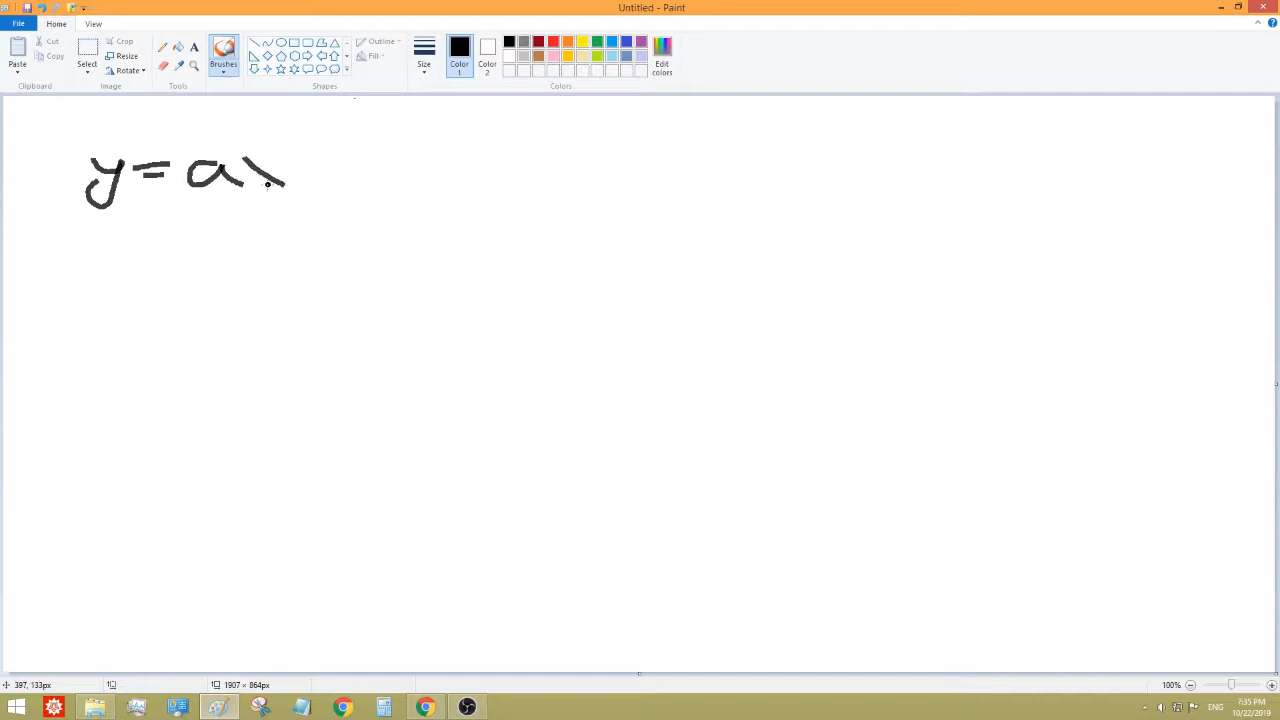 Untitled - Paint
File Home View
Paste
Cut
Copy
Clipboard
Select
Crop
Resize
Rotate
Image
Tools
Brushes
Outline
Fill
Shapes
Size
Color 1
Color 2
Edit colors
Colors
y = a\
397, 133px 1907 × 864px 100%
ENG 7:35 PM
10/22/2019